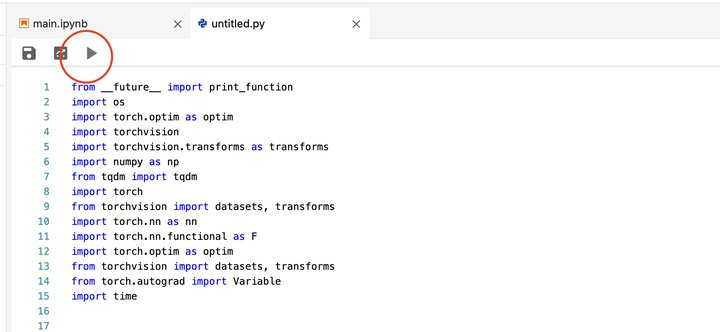 main.ipynb
untitled.py
1 from __future__ import print_function
2 import os
3 import torch.optim as optim
4 import torchvision
5 import torchvision.transforms as transforms
6 import numpy as np
7 from tqdm import tqdm
8 import torch
9 from torchvision import datasets, transforms
10 import torch.nn as nn
11 import torch.nn.functional as F
12 import torch.optim as optim
13 from torchvision import datasets, transforms
14 from torch.autograd import Variable
15 import time
16
17